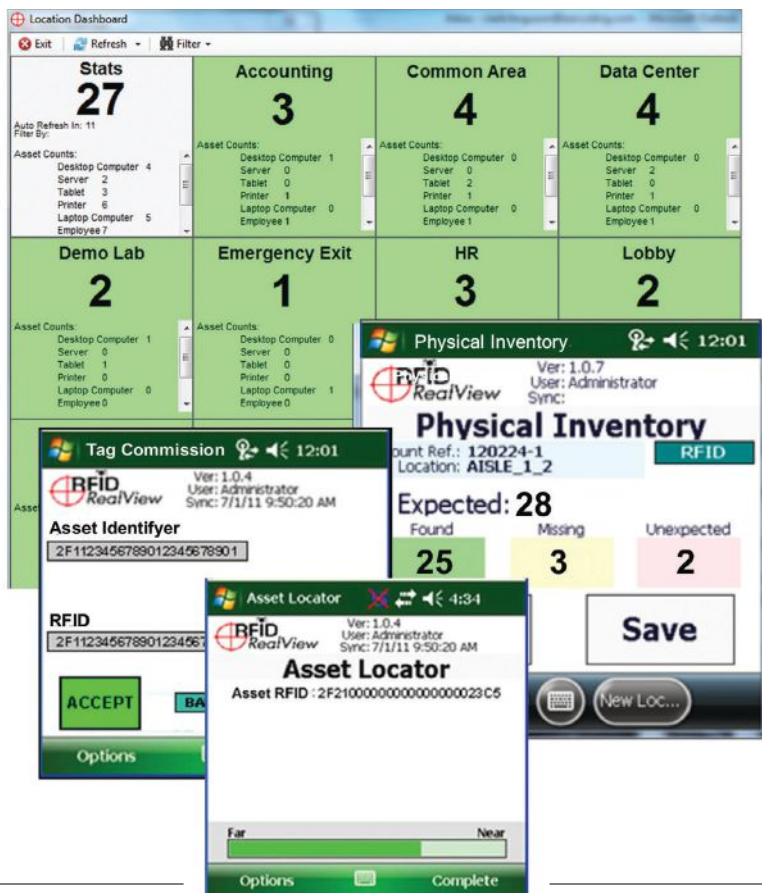 Location Dashboard
Exit Refresh Filter
Stats
27
Auto Refresh In: 11
Filter By:
Asset Counts:
Desktop Computer 4
Server 2
Tablet 3
Printer 6
Laptop Computer 5
Employee 7
Accounting
3
Asset Counts:
Desktop Computer 1
Server 0
Tablet 0
Printer 1
Laptop Computer 0
Employee 1
Common Area
4
Asset Counts:
Desktop Computer 0
Server 0
Tablet 2
Printer 1
Laptop Computer 0
Employee 1
Data Center
4
Asset Counts:
Desktop Computer 0
Server 2
Tablet 0
Printer 1
Laptop Computer 0
Employee 1
Demo Lab
2
Asset Counts:
Desktop Computer 1
Server 0
Tablet 1
Printer 0
Laptop Computer 0
Employee 0
Emergency Exit
1
Asset Counts:
Desktop Computer 0
Server 0
Tablet 0
Printer 0
Laptop Computer 1
Employee 0
HR
3
Lobby
2
Physical Inventory 12:01
RFID
RealView
Ver: 1.0.7
User: Administrator
Sync:
Physical Inventory
ount Ref.: 120224-1
Location: AISLE_1_2
RFID
Expected: 28
Found Missing Unexpected
25 3 2
Save
New Loc...
Tag Commission 12:01
RFID
RealView
Ver: 1.0.4
User: Administrator
Sync: 7/1/11 9:50:20 AM
Asset Identifyer
2F1123456789012345678901
RFID
2F11234567890123456
ACCEPT BA
Options
Asset Locator 4:34
RFID
RealView
Ver: 1.0.4
User: Administrator
Sync: 7/1/11 9:50:20 AM
Asset Locator
Asset RFID : 2F21000000000000000023C5
Far Near
Options Complete